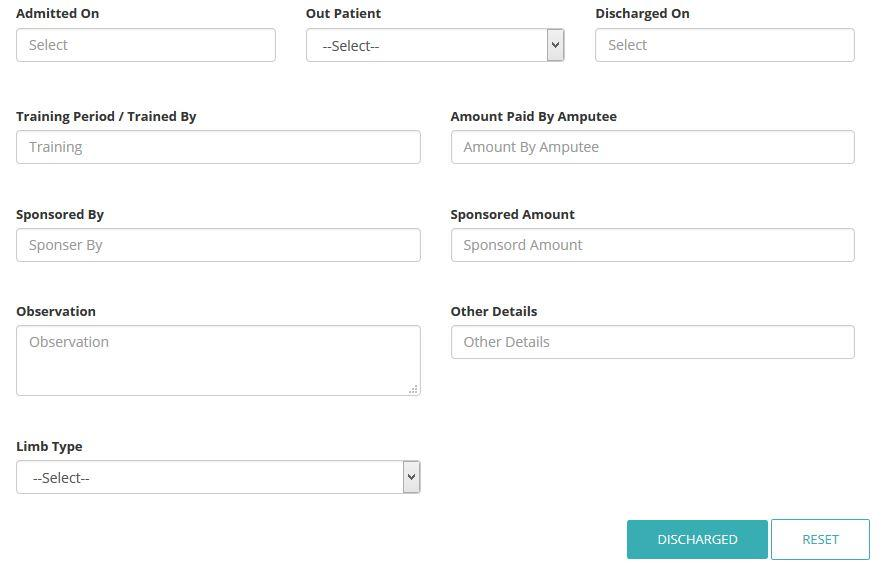 Admitted On
Out Patient
Discharged On
Select
--Select--
Select
Training Period / Trained By
Amount Paid By Amputee
Training
Amount By Amputee
Sponsored By
Sponsored Amount
Sponser By
Sponsord Amount
Observation
Other Details
Observation
Other Details
Limb Type
--Select--
DISCHARGED
RESET